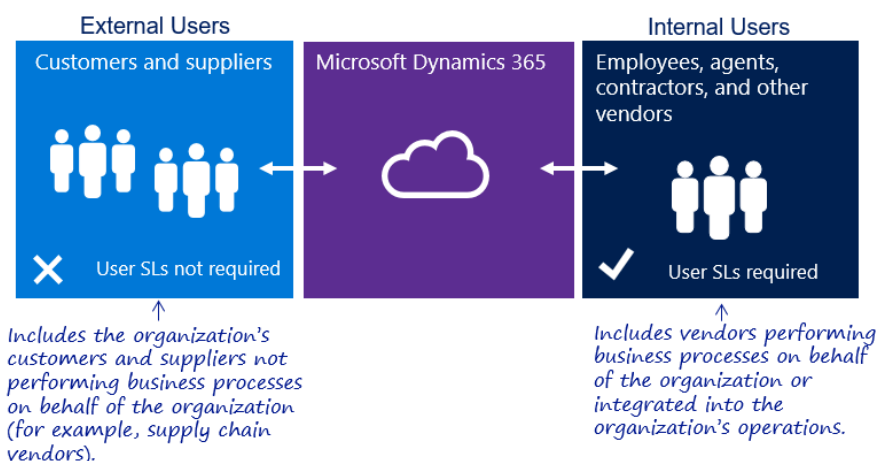 External Users
Customers and suppliers
User SLs not required
Includes the organization's
customers and suppliers not
performing business processes
on behalf of the organization
(for example, supply chain
vendors).
Microsoft Dynamics 365
Internal Users
Employees, agents,
contractors, and other
vendors
User SLs required
Includes vendors performing
business processes on behalf
of the organization or
integrated into the
organization's operations.